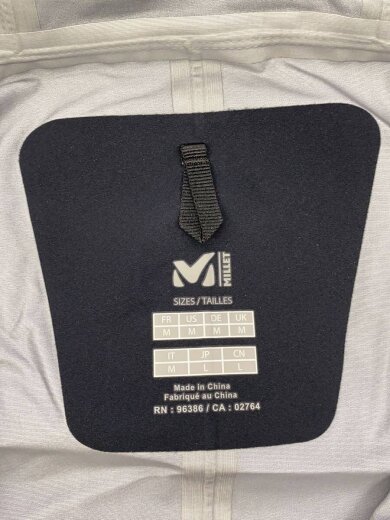 M MILLET
SIZES / TAILLES
FR US DE UK
M M M M
IT JP CN
M L L
Made in China
Fabriqué au China
RN : 96386 / CA : 02764